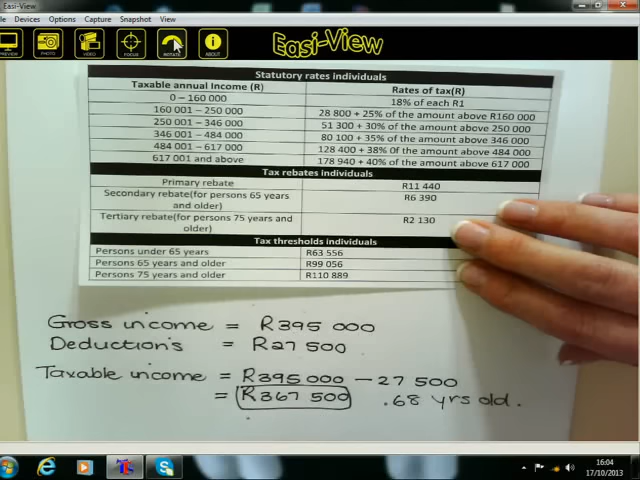 Easi-View
Devices Options Capture Snapshot View
PREVIEW PHOTO VIDEO FOCUS ROTATE ABOUT
Easi-View
Statutory rates individuals
Taxable annual Income (R) Rates of tax(R)
0 – 160 000 18% of each R1
160 001 – 250 000 28 800 + 25% of the amount above R160 000
250 001 – 346 000 51 300 + 30% of the amount above 250 000
346 001 - 484 000 80 100 + 35% of the amount above 346 000
484 001 – 617 000 128 400 + 38% 0f the amount above 484 000
617 001 and above 178 940 + 40% of the amount above 617 000
Tax rebates individuals
Primary rebate R11 440
Secondary rebate(for persons 65 years R6 390
and older)
Tertiary rebate(for persons 75 years and R2 130
older)
Tax thresholds individuals
Persons under 65 years R63 556
Persons 65 years and older R99 056
Persons 75 years and older R110 889
Gross income = R395 000
Deductions = R27 500
Taxable income = R395 000 – 27 500
= R367 500 .68 yrs old.
16:04
17/10/2013